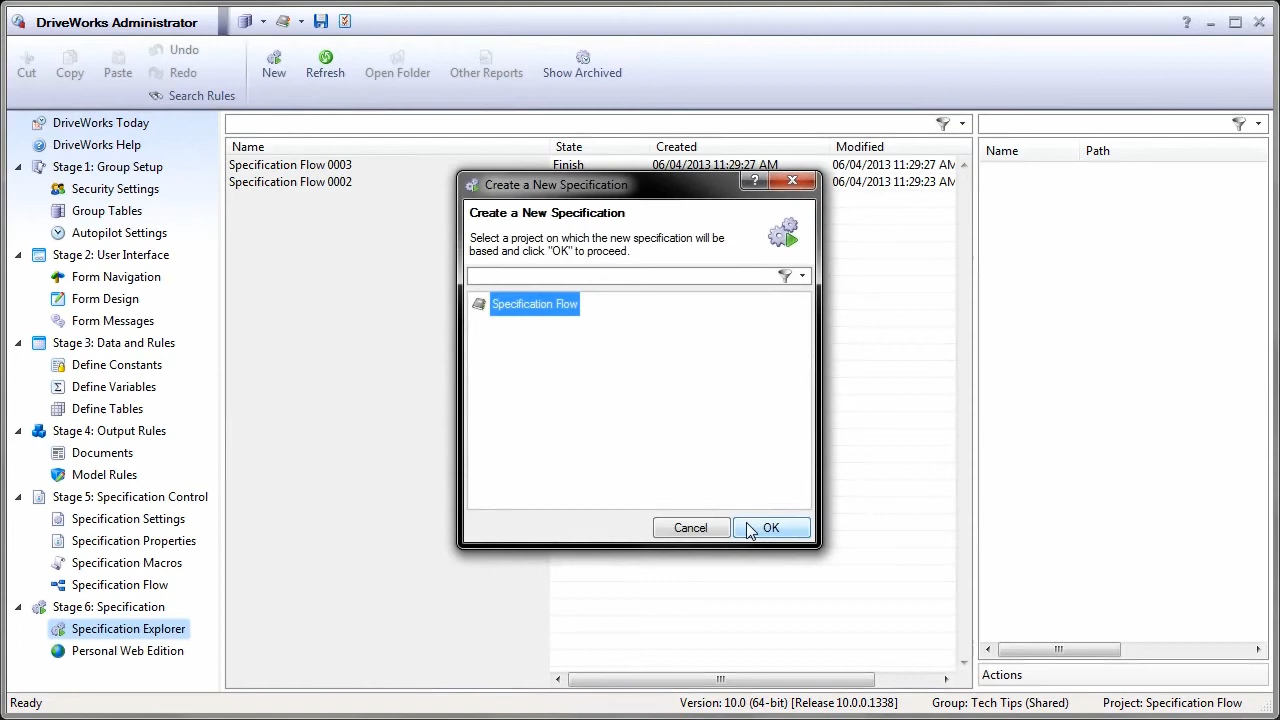 DriveWorks Administrator
Cut
Copy
Paste
Undo
Redo
Search Rules
New
Refresh
Open Folder
Other Reports
Show Archived
DriveWorks Today
DriveWorks Help
Stage 1: Group Setup
Security Settings
Group Tables
Autopilot Settings
Stage 2: User Interface
Form Navigation
Form Design
Form Messages
Stage 3: Data and Rules
Define Constants
Define Variables
Define Tables
Stage 4: Output Rules
Documents
Model Rules
Stage 5: Specification Control
Specification Settings
Specification Properties
Specification Macros
Specification Flow
Stage 6: Specification
Specification Explorer
Personal Web Edition
Name State Created Modified
Specification Flow 0003 Finish 06/04/2013 11:29:27 AM 06/04/2013 11:29:27 AM
Specification Flow 0002 06/04/2013 11:29:23 AM
Create a New Specification
Create a New Specification
Select a project on which the new specification will be
based and click "OK" to proceed.
Specification Flow
Cancel
OK
Name Path
Actions
Ready
Version: 10.0 (64-bit) [Release 10.0.0.1338]
Group: Tech Tips (Shared)
Project: Specification Flow